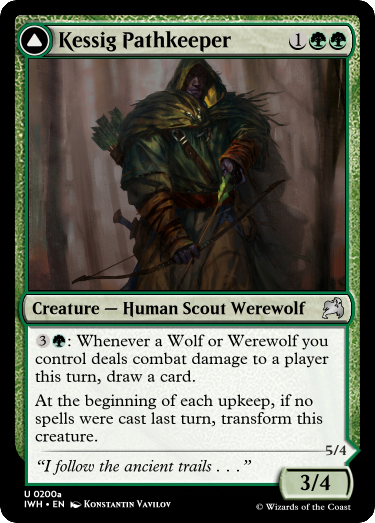 Kessig Pathkeeper 1
Creature — Human Scout Werewolf
3 : Whenever a Wolf or Werewolf you
control deals combat damage to a player
this turn, draw a card.
At the beginning of each upkeep, if no
spells were cast last turn, transform this
creature.
5/4
“I follow the ancient trails . . .”
3/4
U 0200a
IWH • EN Konstantin Vavilov
© Wizards of the Coast